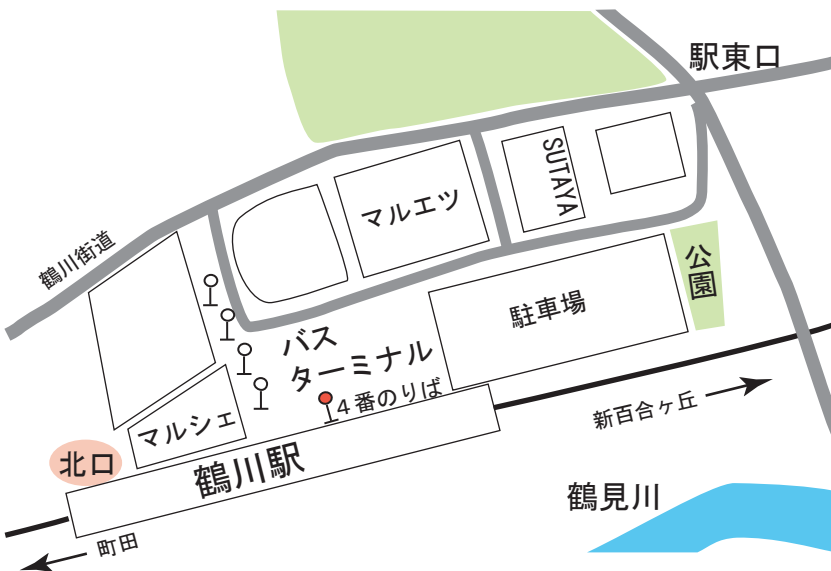 駅東口
SUTAYA
マルエツ
鶴川街道
公園
駐車場
バス
ターミナル
4番のりば
マルシェ
新百合ヶ丘
北口
鶴川駅
鶴見川
町田